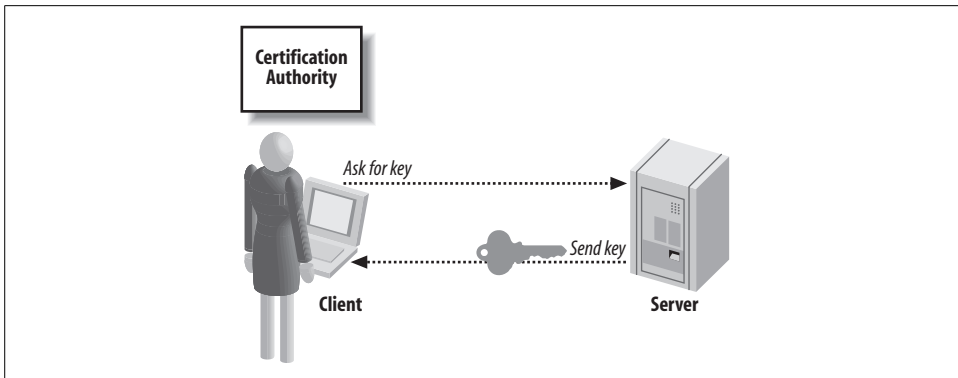 Certification
Authority
Ask for key
Send key
Client
Server